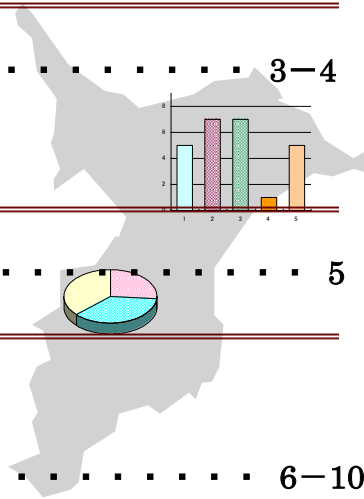 . . . . . . . . 3－4
8
6
4
2
0
1 2 3 4 5
. . . . . . . . . . 5
. . . . . . . . 6－10